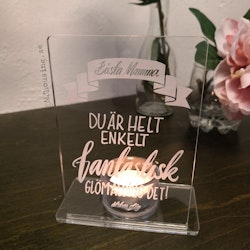 Bästa Mamma
DU ÄR HELT
ENKELT
fantastisk
GLÖM ALDRIG DET!